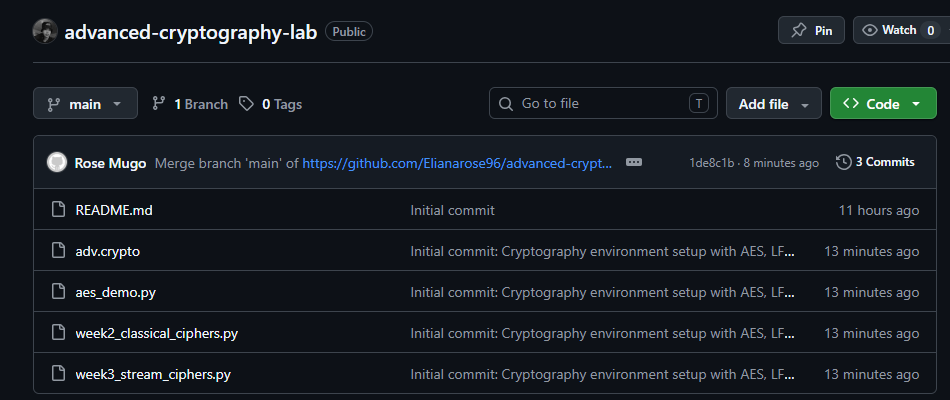 advanced-cryptography-lab Public Pin Watch 0
main 1 Branch 0 Tags Go to file T Add file Code
Rose Mugo Merge branch 'main' of https://github.com/Elianarose96/advanced-crypt... 1de8c1b · 8 minutes ago 3 Commits
README.md Initial commit 11 hours ago
adv.crypto Initial commit: Cryptography environment setup with AES, LF... 13 minutes ago
aes_demo.py Initial commit: Cryptography environment setup with AES, LF... 13 minutes ago
week2_classical_ciphers.py Initial commit: Cryptography environment setup with AES, LF... 13 minutes ago
week3_stream_ciphers.py Initial commit: Cryptography environment setup with AES, LF... 13 minutes ago